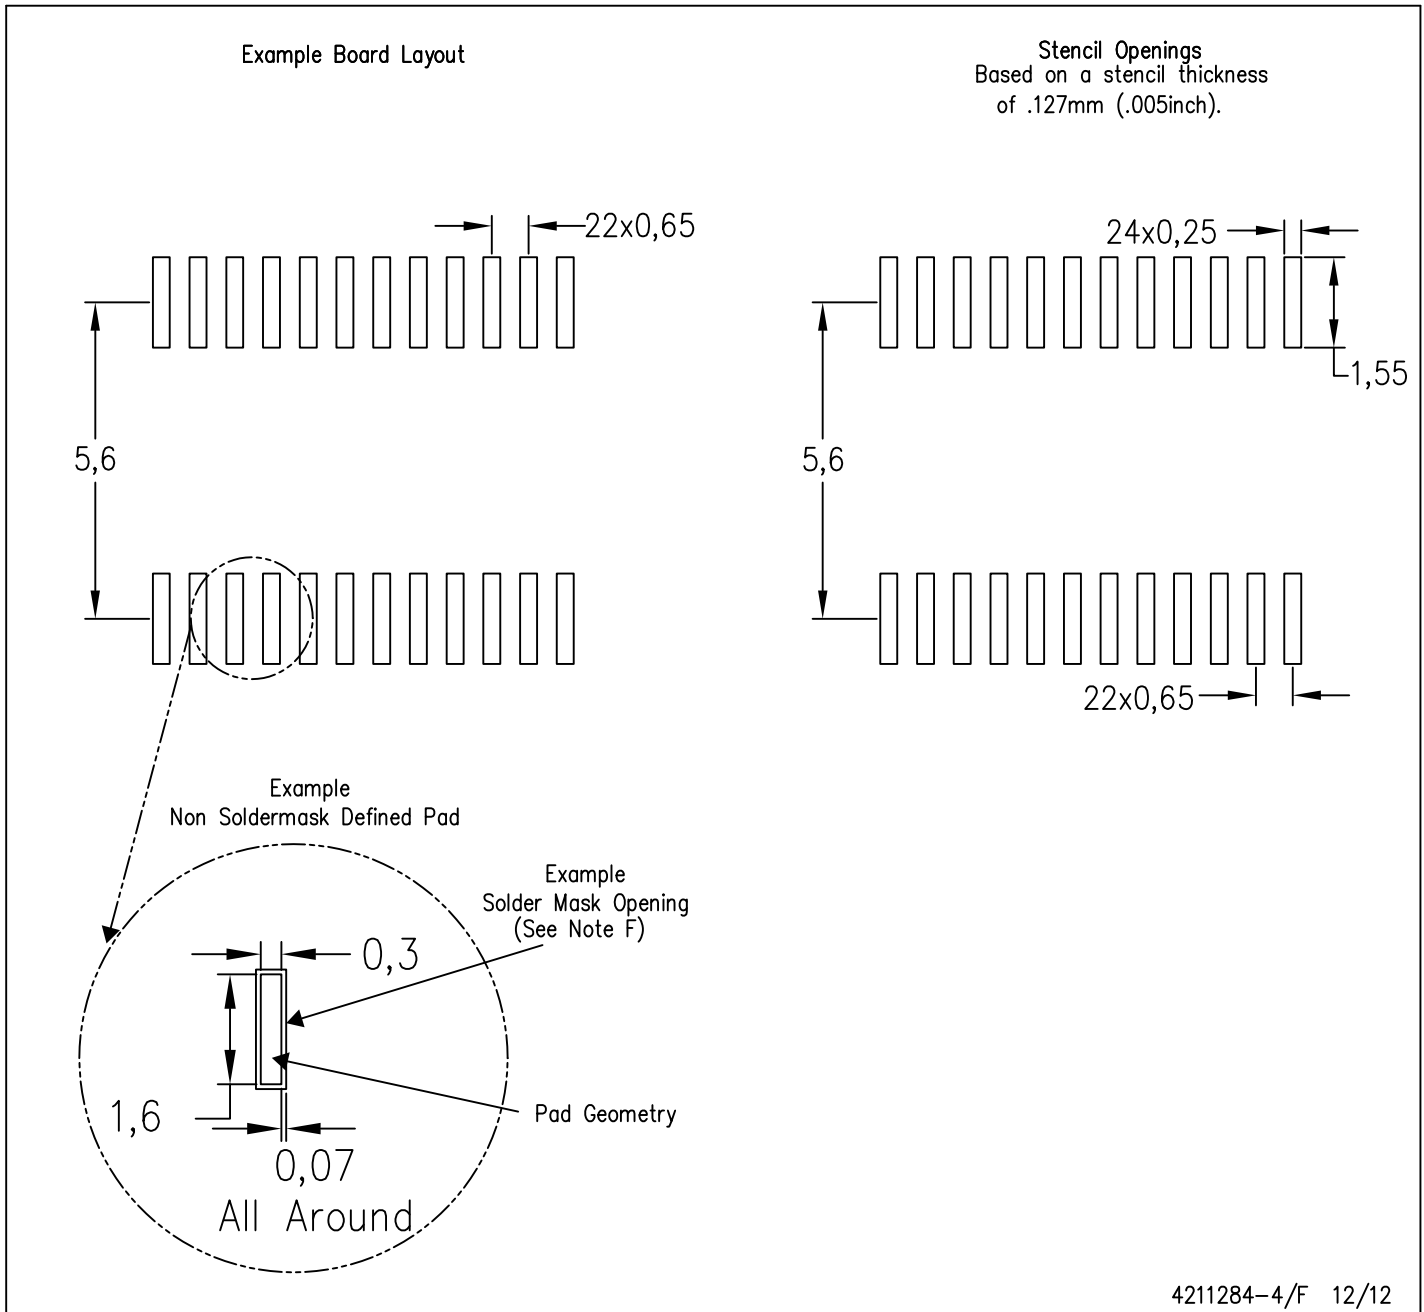 Example Board Layout
Stencil Openings
Based on a stencil thickness
of .127mm (.005inch).
22x0,65
24x0,25
1,55
5,6
5,6
22x0,65
Example
Non Soldermask Defined Pad
Example
Solder Mask Opening
(See Note F)
0,3
1,6
Pad Geometry
0,07
All Around
4211284-4/F 12/12